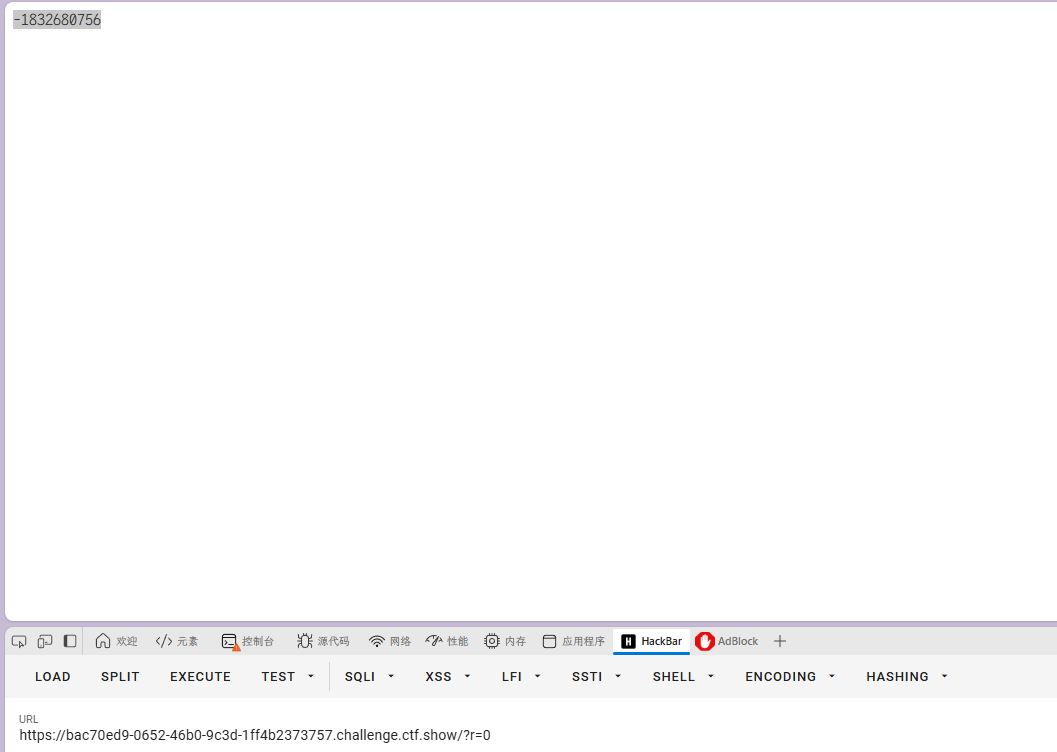 -1832680756
欢迎 元素 控制台 源代码 网络 性能 内存 应用程序 HackBar AdBlock
LOAD SPLIT EXECUTE TEST SQLI XSS LFI SSTI SHELL ENCODING HASHING
URL
https://bac70ed9-0652-46b0-9c3d-1ff4b2373757.challenge.ctf.show/?r=0